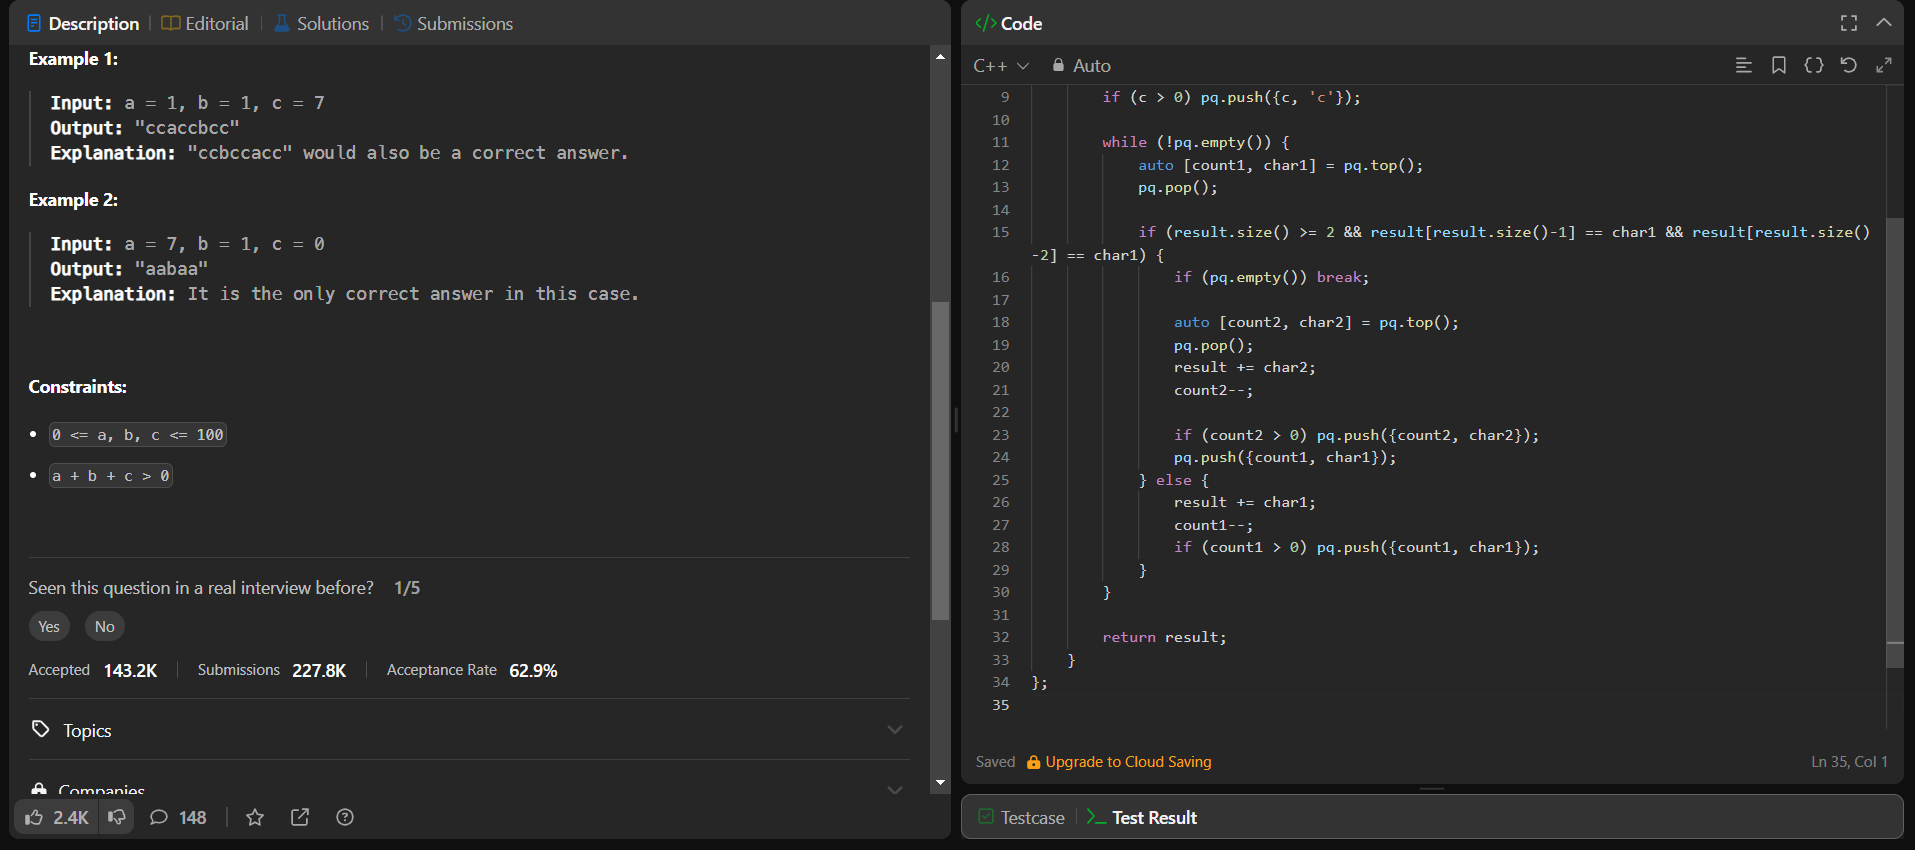 Description
Editorial
Solutions
Submissions
Example 1:
Input: a = 1, b = 1, c = 7
Output: "ccaccbcc"
Explanation: "ccbccacc" would also be a correct answer.
Example 2:
Input: a = 7, b = 1, c = 0
Output: "aabaa"
Explanation: It is the only correct answer in this case.
Constraints:
0 <= a, b, c <= 100
a + b + c > 0
Seen this question in a real interview before? 1/5
Yes No
Accepted 143.2K Submissions 227.8K Acceptance Rate 62.9%
Topics
Companies
2.4K 148
</> Code
C++ Auto
9 if (c > 0) pq.push({c, 'c'});
10
11 while (!pq.empty()) {
12 auto [count1, char1] = pq.top();
13 pq.pop();
14
15 if (result.size() >= 2 && result[result.size()-1] == char1 && result[result.size()
-2] == char1) {
16 if (pq.empty()) break;
17
18 auto [count2, char2] = pq.top();
19 pq.pop();
20 result += char2;
21 count2--;
22
23 if (count2 > 0) pq.push({count2, char2});
24 pq.push({count1, char1});
25 } else {
26 result += char1;
27 count1--;
28 if (count1 > 0) pq.push({count1, char1});
29 }
30 }
31
32 return result;
33 }
34 };
35
Saved Upgrade to Cloud Saving Ln 35, Col 1
Testcase
Test Result